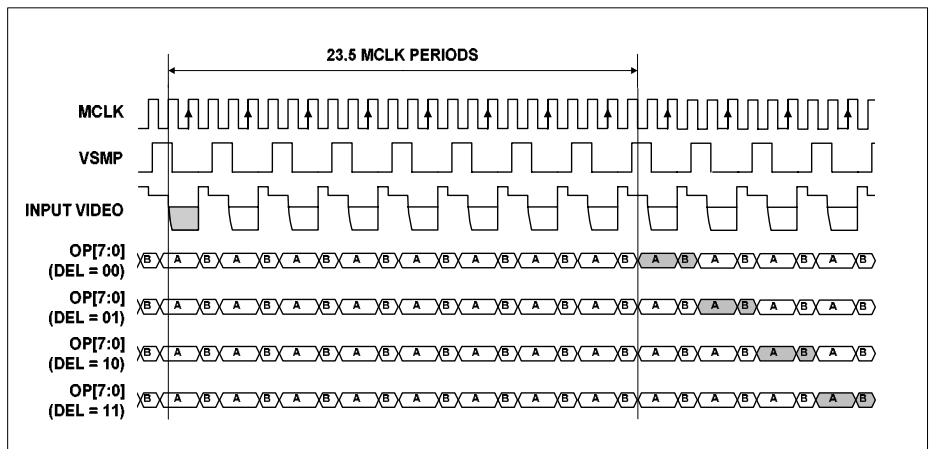 23.5 MCLK PERIODS
MCLK
VSMP
INPUT VIDEO
OP[7:0]
(DEL = 00)
B A B A B A B A B A B A B A B A B A B A B A B A B
OP[7:0]
(DEL = 01)
B A B A B A B A B A B A B A B A B A B A B A B A B
OP[7:0]
(DEL = 10)
B A B A B A B A B A B A B A B A B A B A B A B A B
OP[7:0]
(DEL = 11)
B A B A B A B A B A B A B A B A B A B A B A B A B